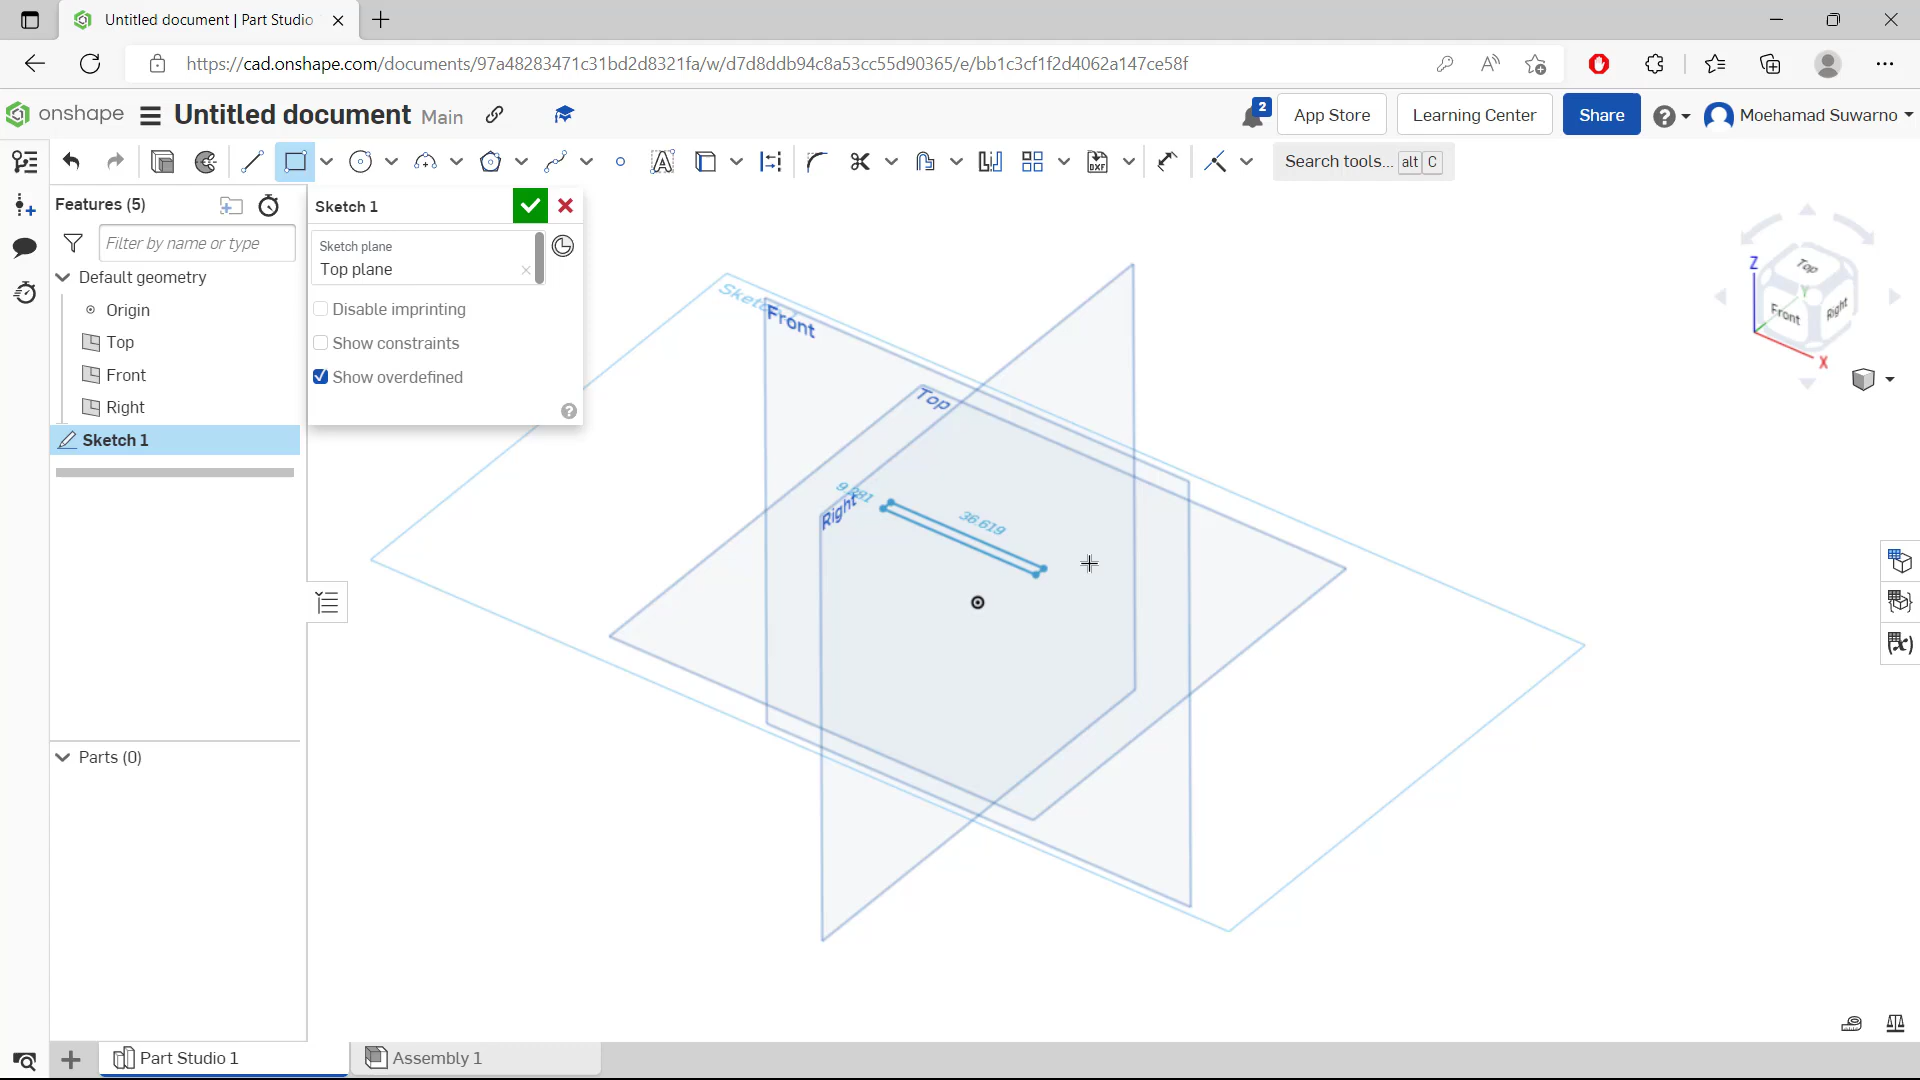 Untitled document | Part Studio
https://cad.onshape.com/documents/97a48283471c31bd2d8321fa/w/d7d8ddb94c8a53cc55d90365/e/bb1c3cf1f2d4062a147ce58f
onshape
Untitled document Main
2
App Store
Learning Center
Share
Moehamad Suwarno
DXF
Search tools... alt C
Features (5)
Filter by name or type
Default geometry
Origin
Top
Front
Right
Sketch 1
Parts (0)
Sketch 1
Sketch plane
Top plane
Disable imprinting
Show constraints
Show overdefined
Front
Top
Right
36.619
Z
Top
Y
Front
Right
X
(x)
Part Studio 1
Assembly 1